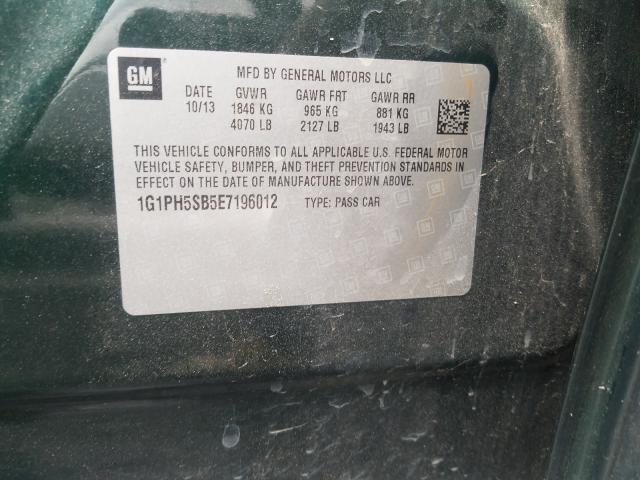 GM
MFD BY GENERAL MOTORS LLC
DATE GVWR GAWR FRT GAWR RR
10/13 1846 KG 965 KG 881 KG
4070 LB 2127 LB 1943 LB
THIS VEHICLE CONFORMS TO ALL APPLICABLE U.S. FEDERAL MOTOR
VEHICLE SAFETY, BUMPER, AND THEFT PREVENTION STANDARDS IN
EFFECT ON THE DATE OF MANUFACTURE SHOWN ABOVE.
1G1PH5SB5E7196012 TYPE: PASS CAR